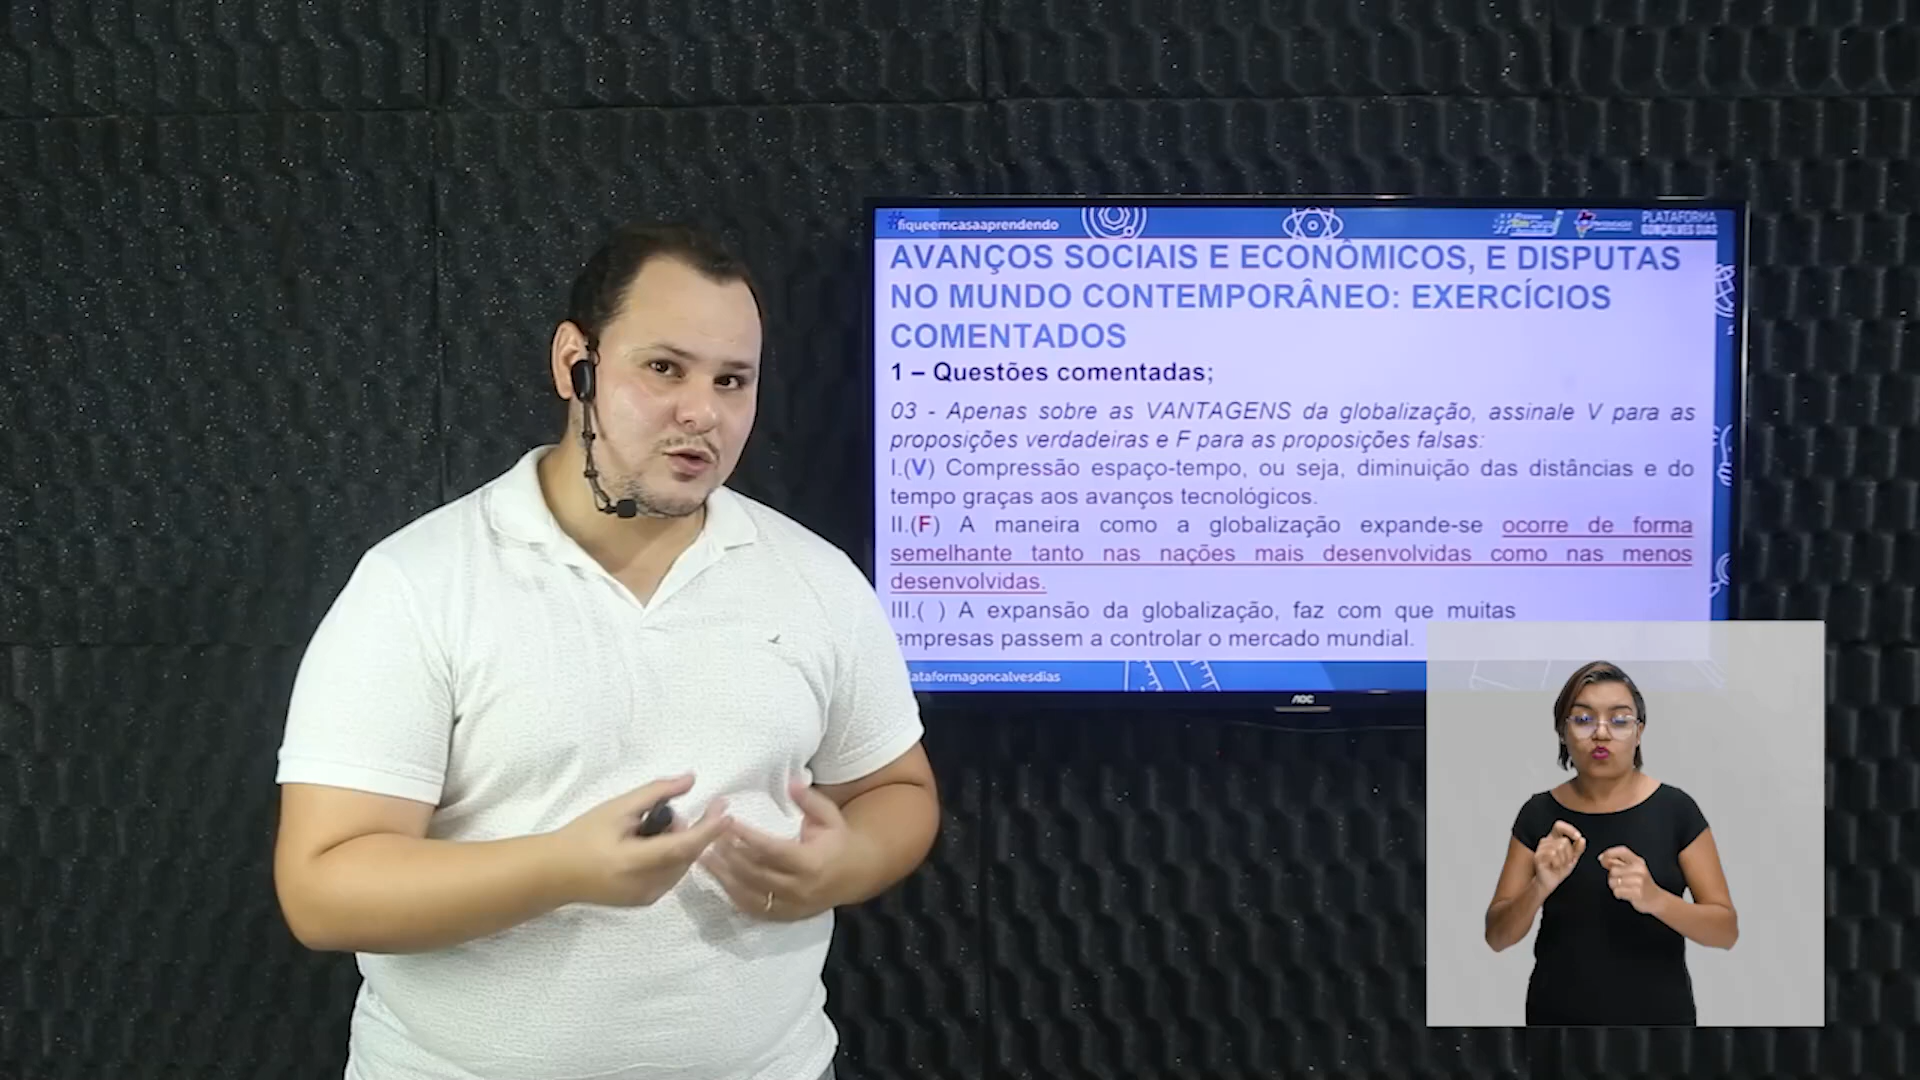 #fiqueemcasaaprendendo
PLATAFORMA
GONÇALVES DIAS
AVANÇOS SOCIAIS E ECONÔMICOS, E DISPUTAS
NO MUNDO CONTEMPORÂNEO: EXERCÍCIOS
COMENTADOS
1 – Questões comentadas;
03 - Apenas sobre as VANTAGENS da globalização, assinale V para as
proposições verdadeiras e F para as proposições falsas:
I.(V) Compressão espaço-tempo, ou seja, diminuição das distâncias e do
tempo graças aos avanços tecnológicos.
II.(F) A maneira como a globalização expande-se ocorre de forma
semelhante tanto nas nações mais desenvolvidas como nas menos
desenvolvidas.
III.( ) A expansão da globalização, faz com que muitas
empresas passem a controlar o mercado mundial.
ataformagoncalvesdias
AOC